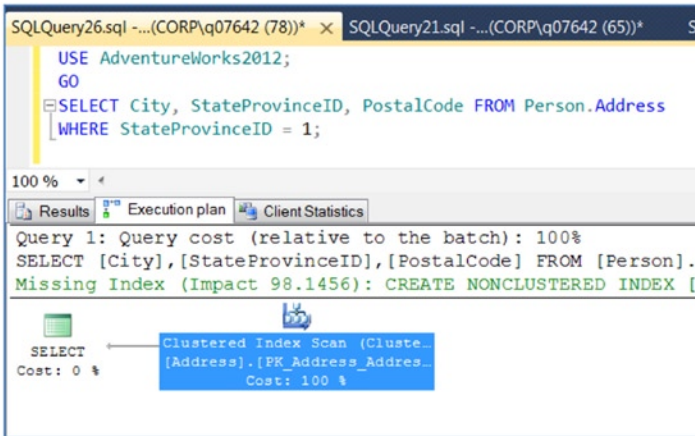 SQLQuery26.sql -...(CORP\q07642 (78))* × SQLQuery21.sql -...(CORP\q07642 (65))* S
USE AdventureWorks2012;
GO
SELECT City, StateProvinceID, PostalCode FROM Person.Address
WHERE StateProvinceID = 1;
100 %
Results Execution plan Client Statistics
Query 1: Query cost (relative to the batch): 100%
SELECT [City],[StateProvinceID],[PostalCode] FROM [Person].
Missing Index (Impact 98.1456): CREATE NONCLUSTERED INDEX [
SELECT
Cost: 0 %
Clustered Index Scan (Cluste…
[Address].[PK_Address_Addres…
Cost: 100 %